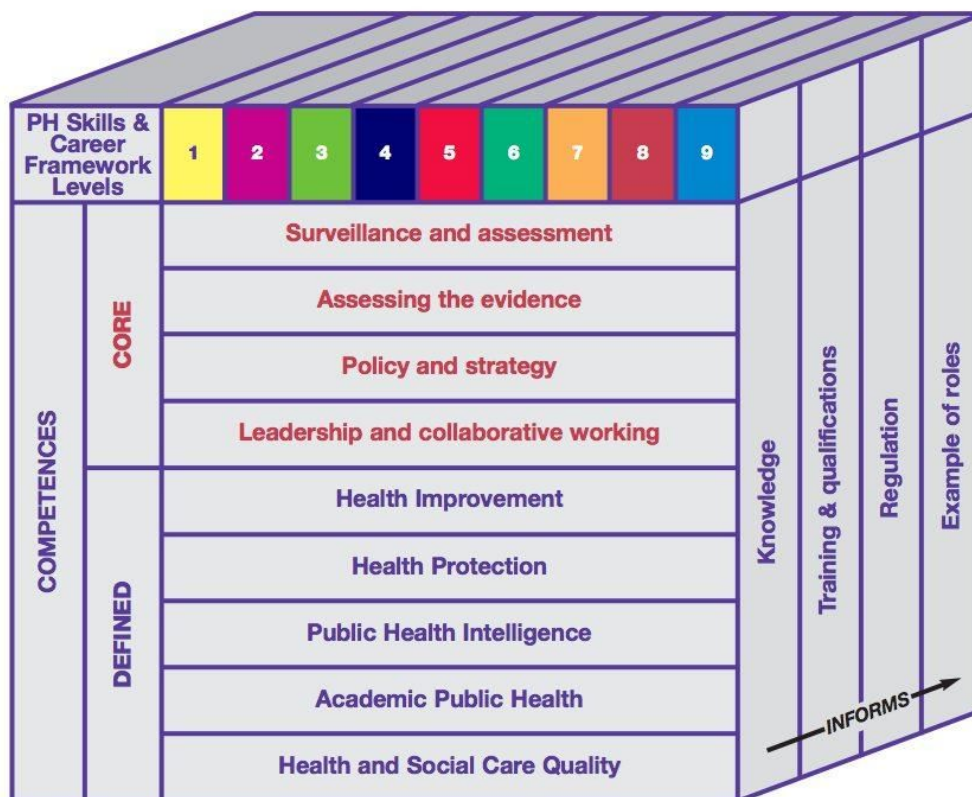 PH Skills &
Career
Framework
Levels
1 2 3 4 5 6 7 8 9
COMPETENCES
CORE
Surveillance and assessment
Assessing the evidence
Policy and strategy
Leadership and collaborative working
DEFINED
Health Improvement
Health Protection
Public Health Intelligence
Academic Public Health
Health and Social Care Quality
Knowledge
Training & qualifications
Regulation
Example of roles
INFORMS